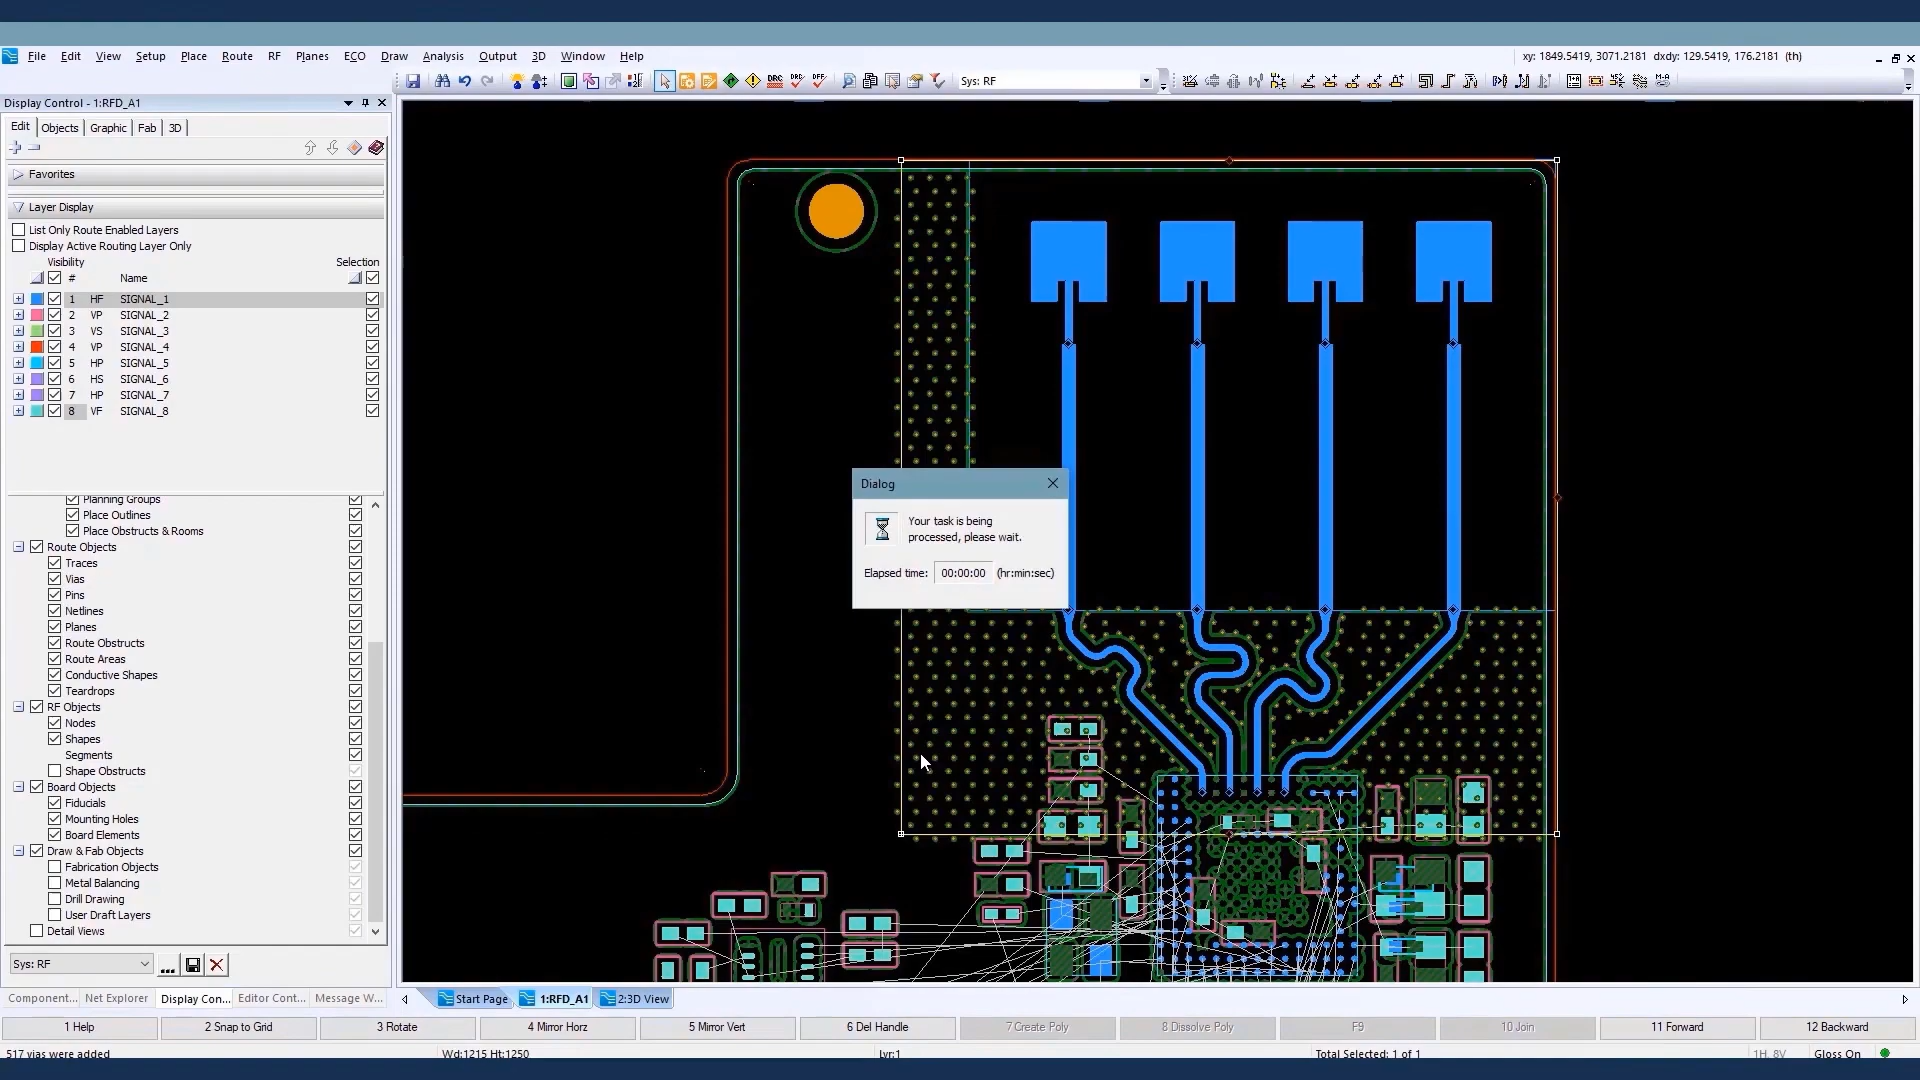 File Edit View Setup Place Route RF Planes ECO Draw Analysis Output 3D Window Help
xy: 1849.5419, 3071.2181 dxdy: 129.5419, 176.2181 (th)
DRC DRC DFF Sys: RF
Display Control - 1:RFD_A1
Edit Objects Graphic Fab 3D
Favorites
Layer Display
List Only Route Enabled Layers
Display Active Routing Layer Only
Visibility Selection
# Name
1 HF SIGNAL_1
2 VP SIGNAL_2
3 VS SIGNAL_3
4 VP SIGNAL_4
5 HP SIGNAL_5
6 HS SIGNAL_6
7 HP SIGNAL_7
8 VF SIGNAL_8
Planning Groups
Place Outlines
Place Obstructs & Rooms
Route Objects
Traces
Vias
Pins
Netlines
Planes
Route Obstructs
Route Areas
Conductive Shapes
Teardrops
RF Objects
Nodes
Shapes
Segments
Shape Obstructs
Board Objects
Fiducials
Mounting Holes
Board Elements
Draw & Fab Objects
Fabrication Objects
Metal Balancing
Drill Drawing
User Draft Layers
Detail Views
Sys: RF ...
Component... Net Explorer Display Con... Editor Cont... Message W...
Dialog
Your task is being
processed, please wait.
Elapsed time: 00:00:00 (hr:min:sec)
Start Page 1:RFD_A1 2:3D View
1 Help 2 Snap to Grid 3 Rotate 4 Mirror Horz 5 Mirror Vert 6 Del Handle 7 Create Poly 8 Dissolve Poly F9 10 Join 11 Forward 12 Backward
517 vias were added Wd:1215 Ht:1250 Lyr:1 Total Selected: 1 of 1 1H, 8V Gloss On